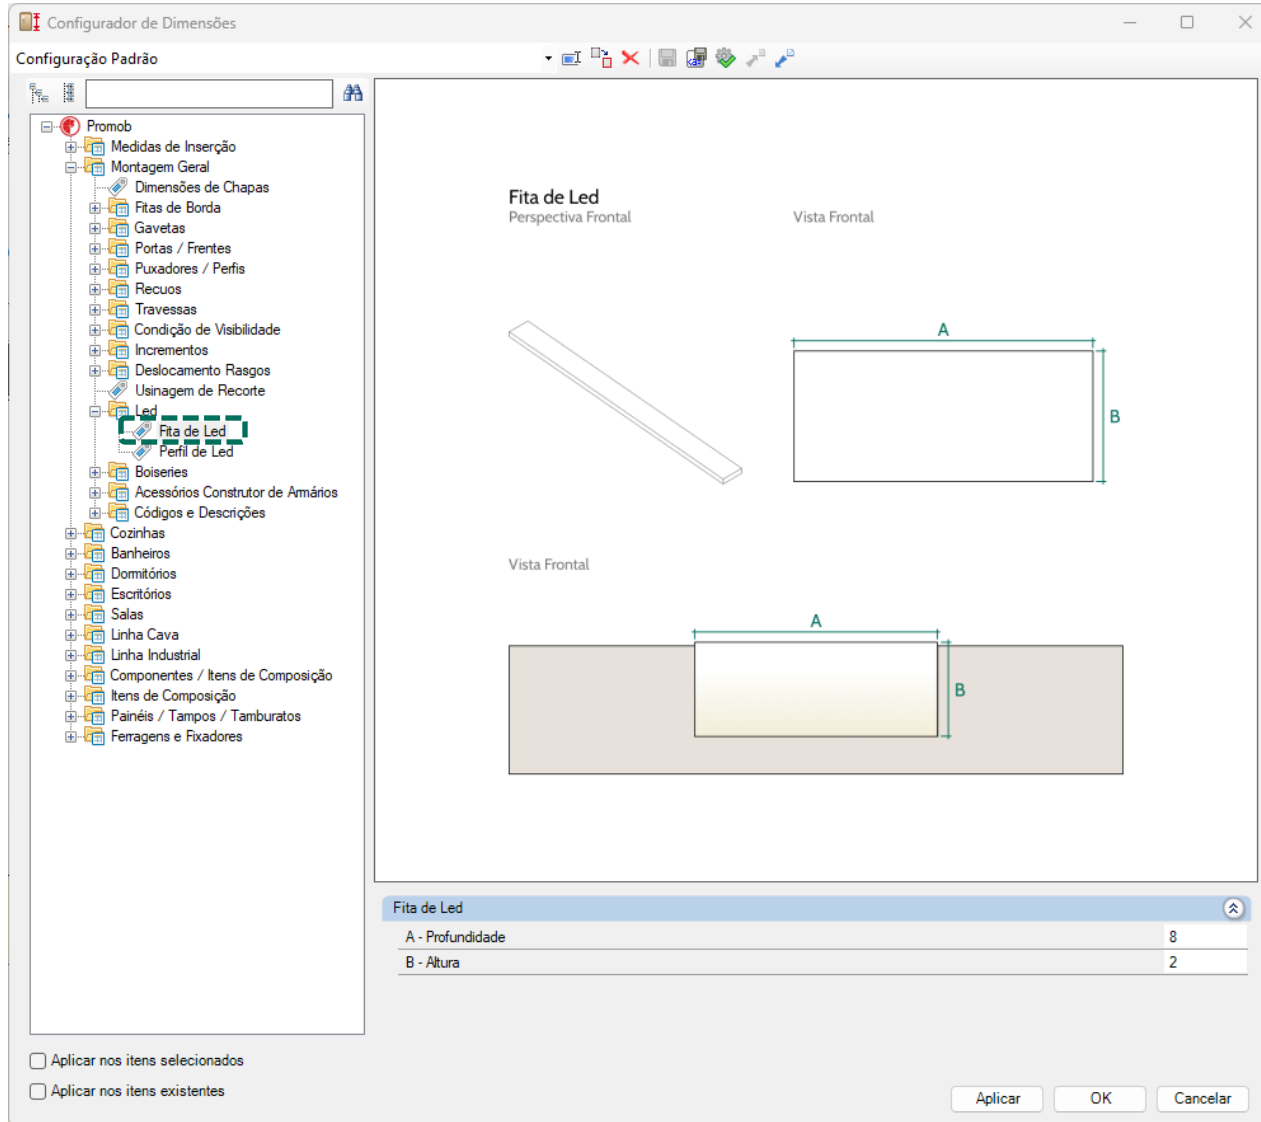 Configurador de Dimensões
Configuração Padrão
Promob
Medidas de Inserção
Montagem Geral
Dimensões de Chapas
Fitas de Borda
Gavetas
Portas / Frentes
Puxadores / Perfis
Recuos
Travessas
Condição de Visibilidade
Incrementos
Deslocamento Rasgos
Usinagem de Recorte
Led
Fita de Led
Perfil de Led
Boiseries
Acessórios Construtor de Armários
Códigos e Descrições
Cozinhas
Banheiros
Dormitórios
Escritórios
Salas
Linha Cava
Linha Industrial
Componentes / Itens de Composição
Itens de Composição
Painéis / Tampos / Tamburatos
Ferragens e Fixadores
Fita de Led
Perspectiva Frontal
Vista Frontal
A
B
Vista Frontal
A
B
Fita de Led
A - Profundidade 8
B - Altura 2
Aplicar nos itens selecionados
Aplicar nos itens existentes
Aplicar OK Cancelar